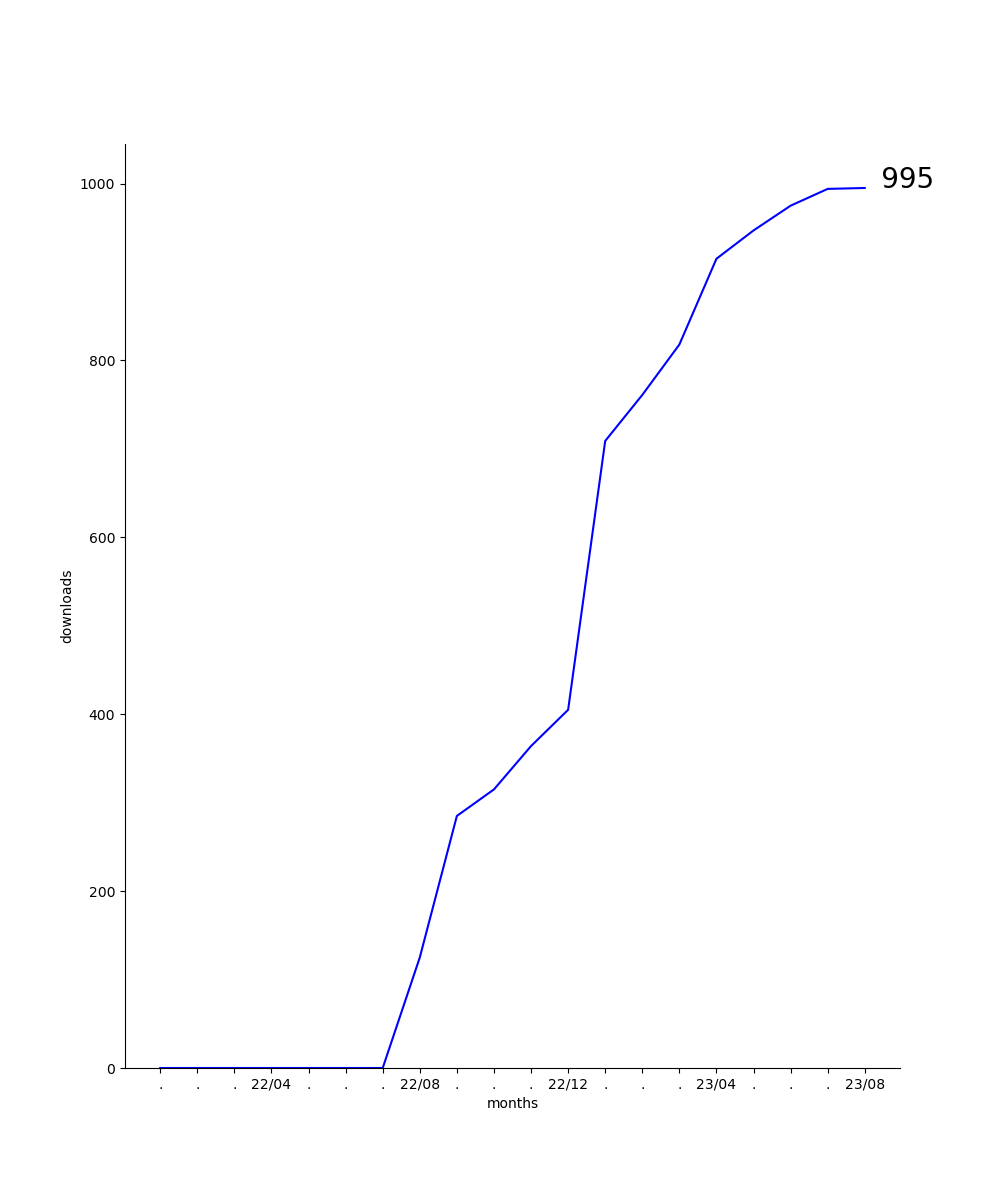 995
1000
800
600
400
200
0
downloads
. . . 22/04 . . . 22/08 . . . 22/12 . . . 23/04 . . . 23/08
months